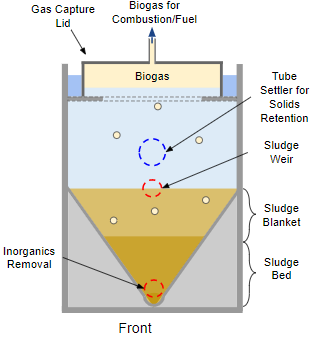 Gas Capture
Lid
Biogas for
Combustion/Fuel
Biogas
Tube
Settler for
Solids
Retention
Sludge
Weir
Sludge
Blanket
Inorganics
Removal
Sludge
Bed
Front